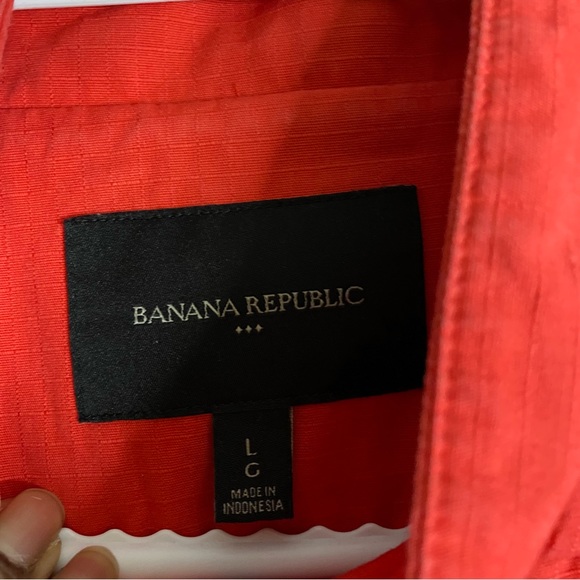 BANANA REPUBLIC
L
G
MADE IN
INDONESIA